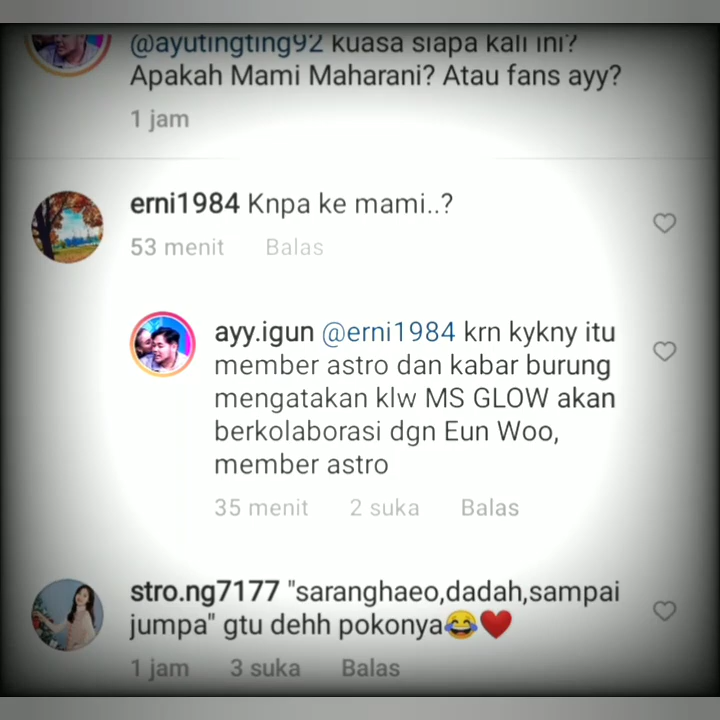 @ayutingting92 kuasa siapa kali ini?
Apakah Mami Maharani? Atau fans ayy?
1 jam
erni1984 Knpa ke mami..?
53 menit Balas
ayy.igun @erni1984 krn kykny itu
member astro dan kabar burung
mengatakan klw MS GLOW akan
berkolaborasi dgn Eun Woo,
member astro
35 menit 2 suka Balas
stro.ng7177 "saranghaeo,dadah,sampai
jumpa" gtu dehh pokonya😂❤️
1 jam 3 suka Balas